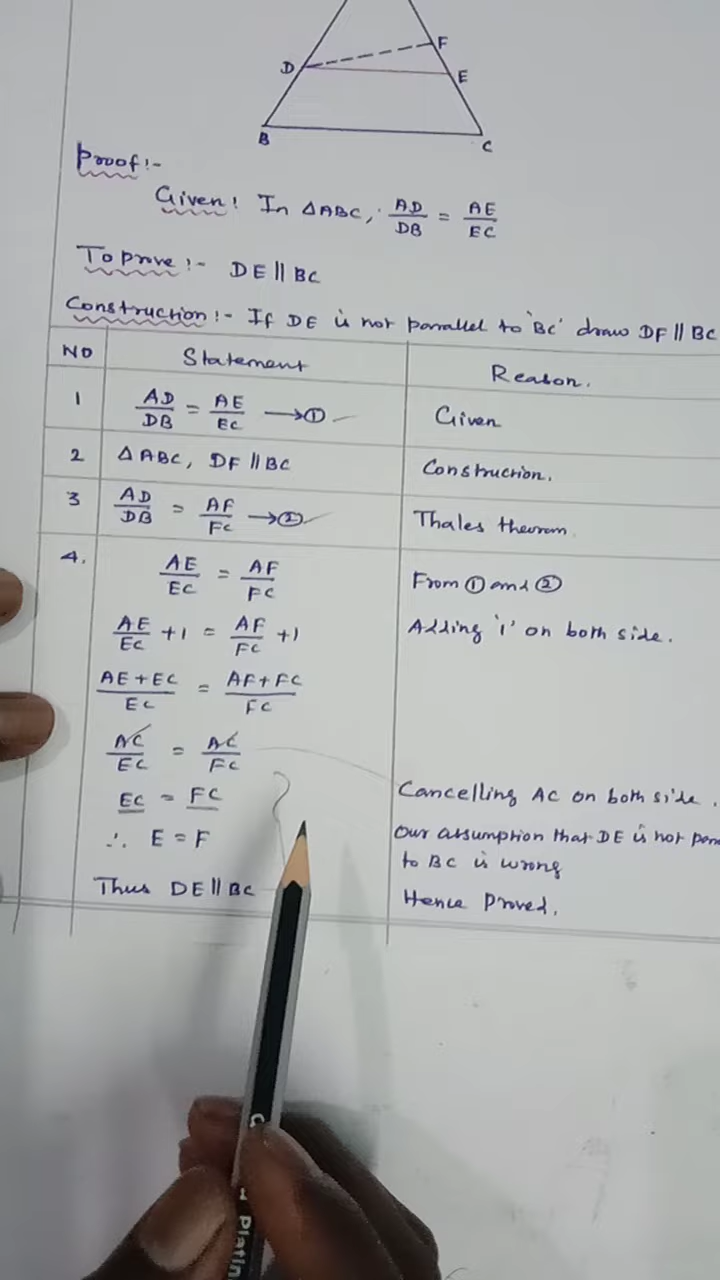 F
D
E
B
C
Proof:-
Given: In △ABC, AD/DB = AE/EC
To prove:- DE || BC
Construction:- If DE is not parallel to 'BC' draw DF || BC
NO Statement Reason.
1 AD/DB = AE/EC → ① Given
2 △ABC, DF || BC Construction.
3 AD/DB = AF/FC → ② Thales theorem.
4. AE/EC = AF/FC From ① and ②
AE/EC + 1 = AF/FC + 1 Adding '1' on both side.
AE+EC/EC = AF+FC/FC
AC/EC = AC/FC
EC = FC Cancelling AC on both side.
∴ E = F Our assumption that DE is not
to BC is wrong
Thus DE || BC Hence Proved.
Platin